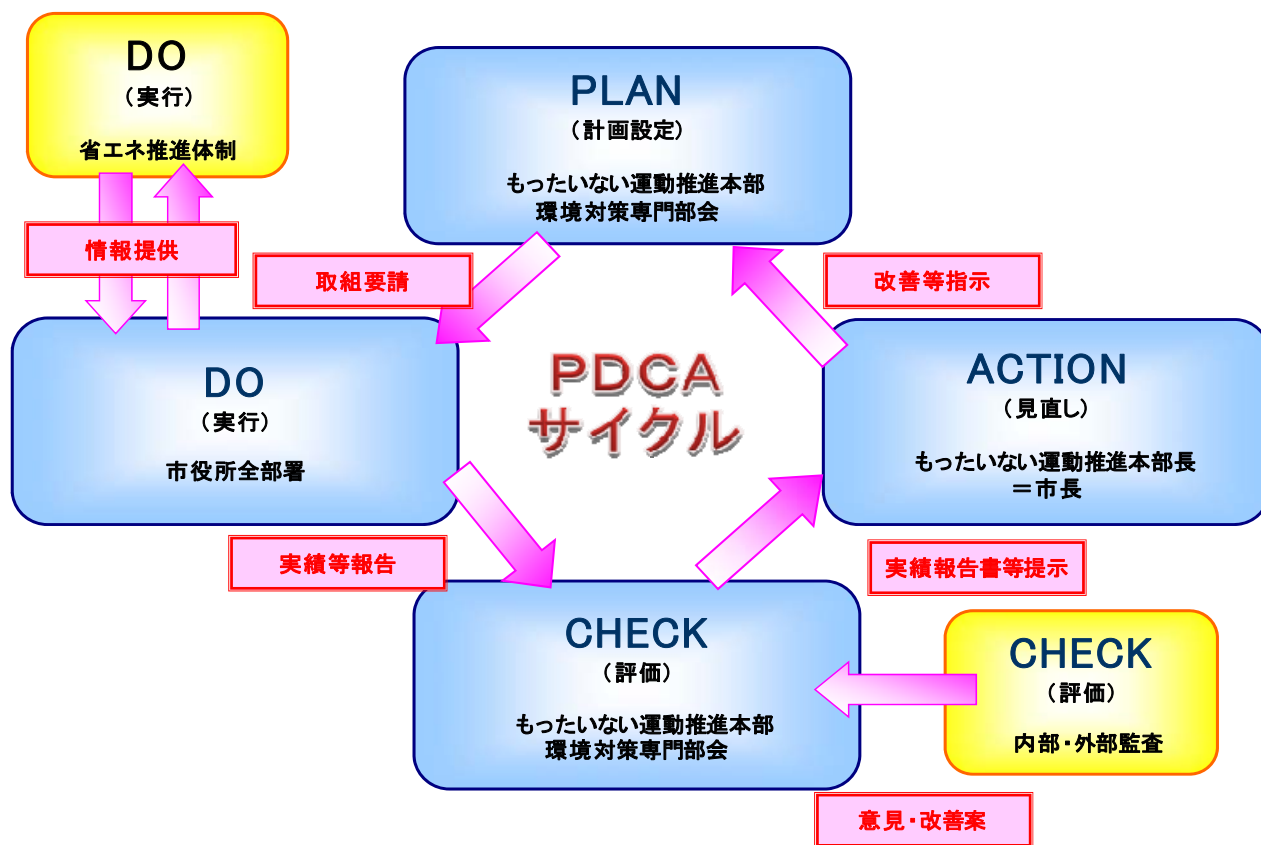 DO
（実行）
省エネ推進体制
PLAN
（計画設定）
もったいない運動推進本部
環境対策専門部会
情報提供
取組要請
改善等指示
DO
（実行）
市役所全部署
PDCA
サイクル
ACTION
（見直し）
もったいない運動推進本部長
＝市長
実績等報告
実績報告書等提示
CHECK
（評価）
もったいない運動推進本部
環境対策専門部会
CHECK
（評価）
内部・外部監査
意見・改善案